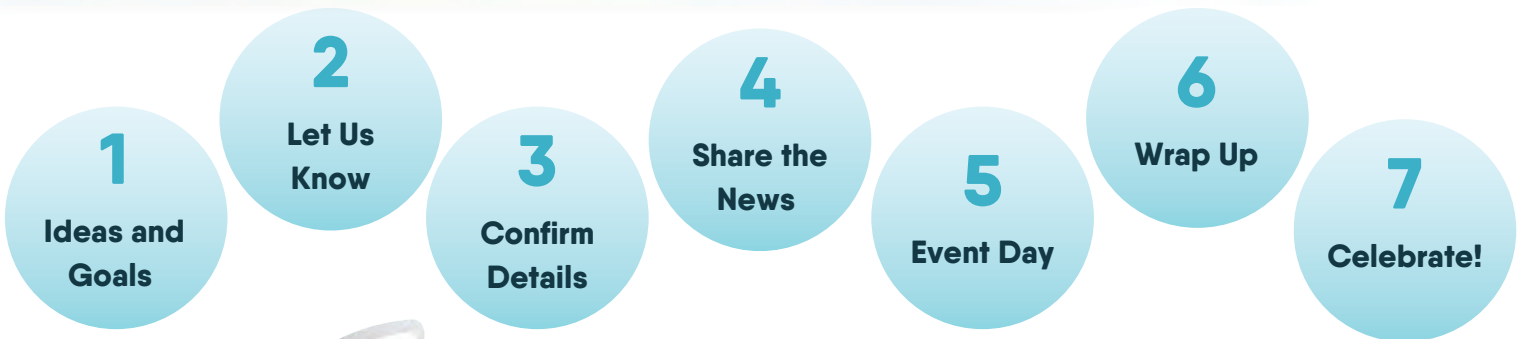 1
Ideas and
Goals
2
Let Us
Know
3
Confirm
Details
4
Share the
News
5
Event Day
6
Wrap Up
7
Celebrate!